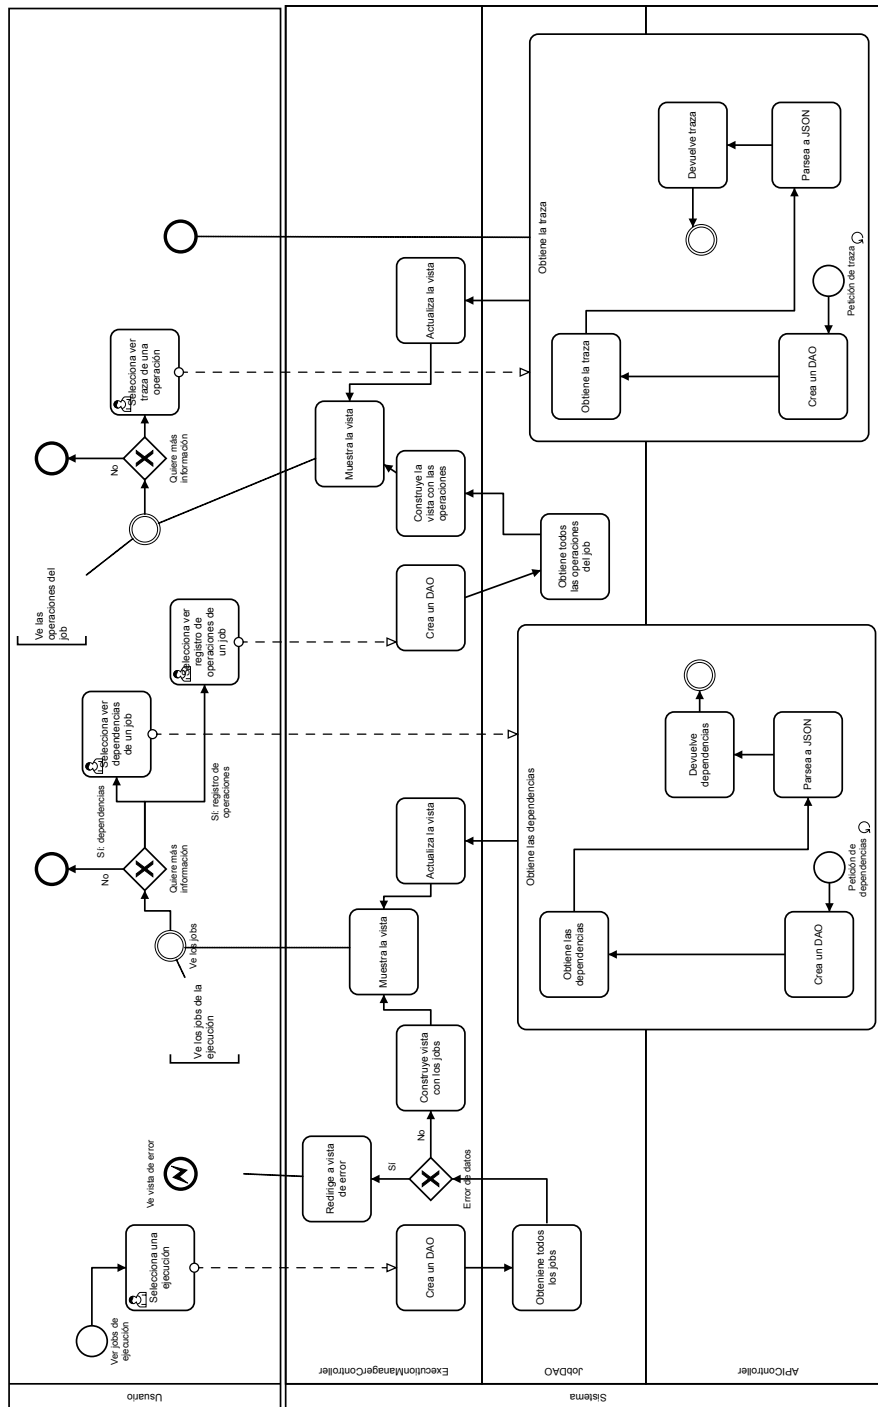 Usuario
Sistema
ExecutionManagerController
JobDAO
APIController
Ver jobs de
ejecución
Selecciona una
ejecución
Ve vista de error
Ve los jobs de la
ejecución
Ve los jobs
No
Quiere más
información
Sí: dependencias
Sí: registro de
operaciones
Selecciona ver
dependencias
de un job
Selecciona ver
registro de
operaciones de
un job
Ve las
operaciones del
job
No
Quiere más
información
Selecciona ver
traza de una
operación
Crea un DAO
Redirige a vista
de error
Sí
No
Error de datos
Construye vista
con los jobs
Muestra la vista
Actualiza la vista
Crea un DAO
Construye la
vista con las
operaciones
Muestra la vista
Actualiza la vista
Obteniene todos
los jobs
Obtiene todos
las operaciones
del job
Obtiene las dependencias
Obtiene las
dependencias
Crea un DAO
Petición de
dependencias
Parsea a JSON
Devuelve
dependencias
Obtiene la traza
Obtiene la traza
Crea un DAO
Petición de traza
Parsea a JSON
Devuelve traza